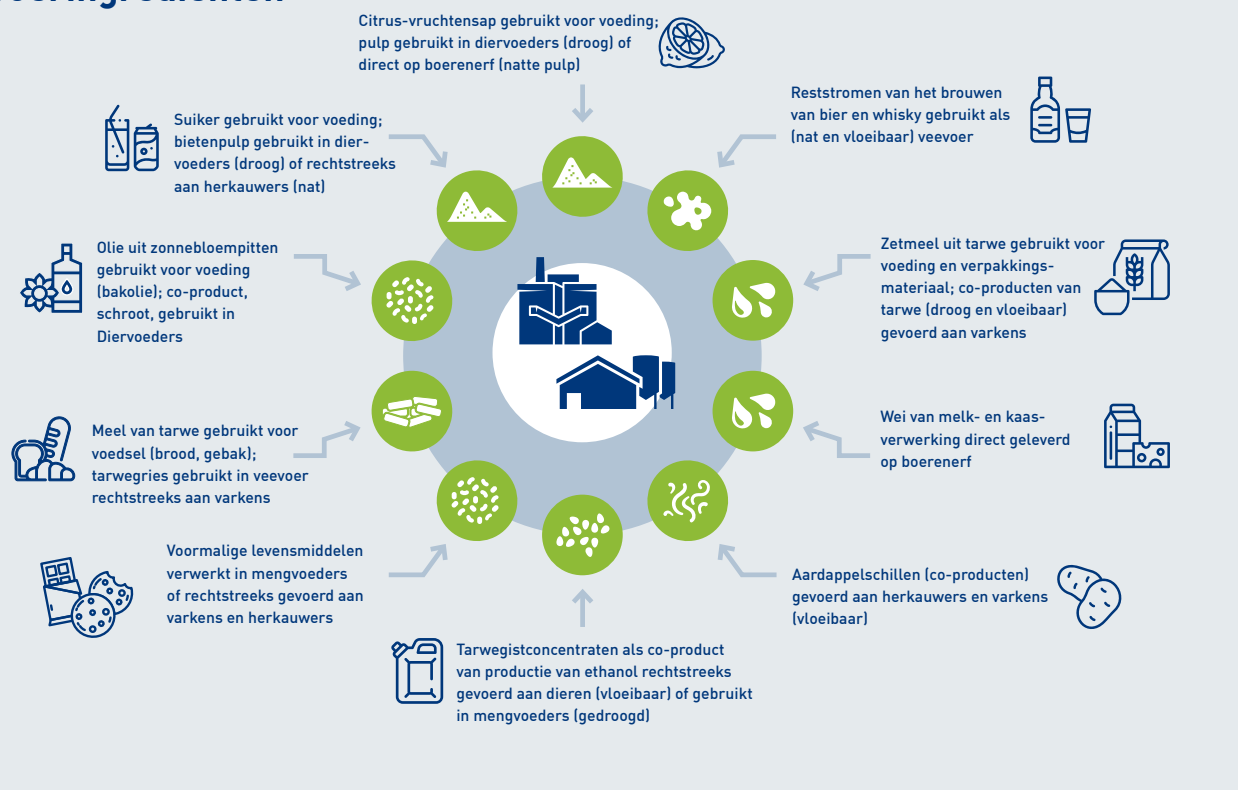 Citrus-vruchtensap gebruikt voor voeding;
pulp gebruikt in diervoeders (droog) of
direct op boerenerf (natte pulp)
Reststromen van het brouwen
van bier en whisky gebruikt als
(nat en vloeibaar) veevoer
Zetmeel uit tarwe gebruikt voor
voeding en verpakkings-
materiaal; co-producten van
tarwe (droog en vloeibaar)
gevoerd aan varkens
Wei van melk- en kaas-
verwerking direct geleverd
op boerenerf
Aardappelschillen (co-producten)
gevoerd aan herkauwers en varkens
(vloeibaar)
Tarwegistconcentraten als co-product
van productie van ethanol rechtstreeks
gevoerd aan dieren (vloeibaar) of gebruikt
in mengvoeders (gedroogd)
Voormalige levensmiddelen
verwerkt in mengvoeders
of rechtstreeks gevoerd aan
varkens en herkauwers
Meel van tarwe gebruikt voor
voedsel (brood, gebak);
tarwegries gebruikt in veevoer
rechtstreeks aan varkens
Olie uit zonnebloempitten
gebruikt voor voeding
(bakolie); co-product,
schroot, gebruikt in
Diervoeders
Suiker gebruikt voor voeding;
bietenpulp gebruikt in dier-
voeders (droog) of rechtstreeks
aan herkauwers (nat)